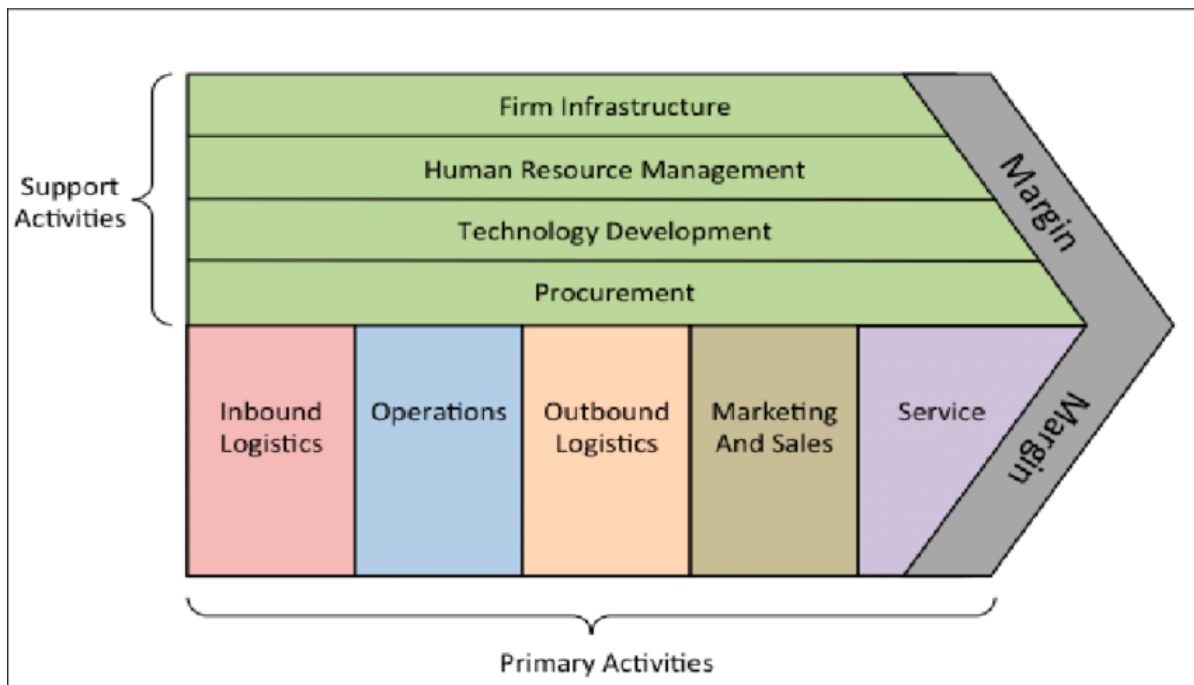 Firm Infrastructure
Human Resource Management
Technology Development
Procurement
Support
Activities
Margin
Inbound
Logistics
Operations
Outbound
Logistics
Marketing
And Sales
Service
Margin
Primary Activities